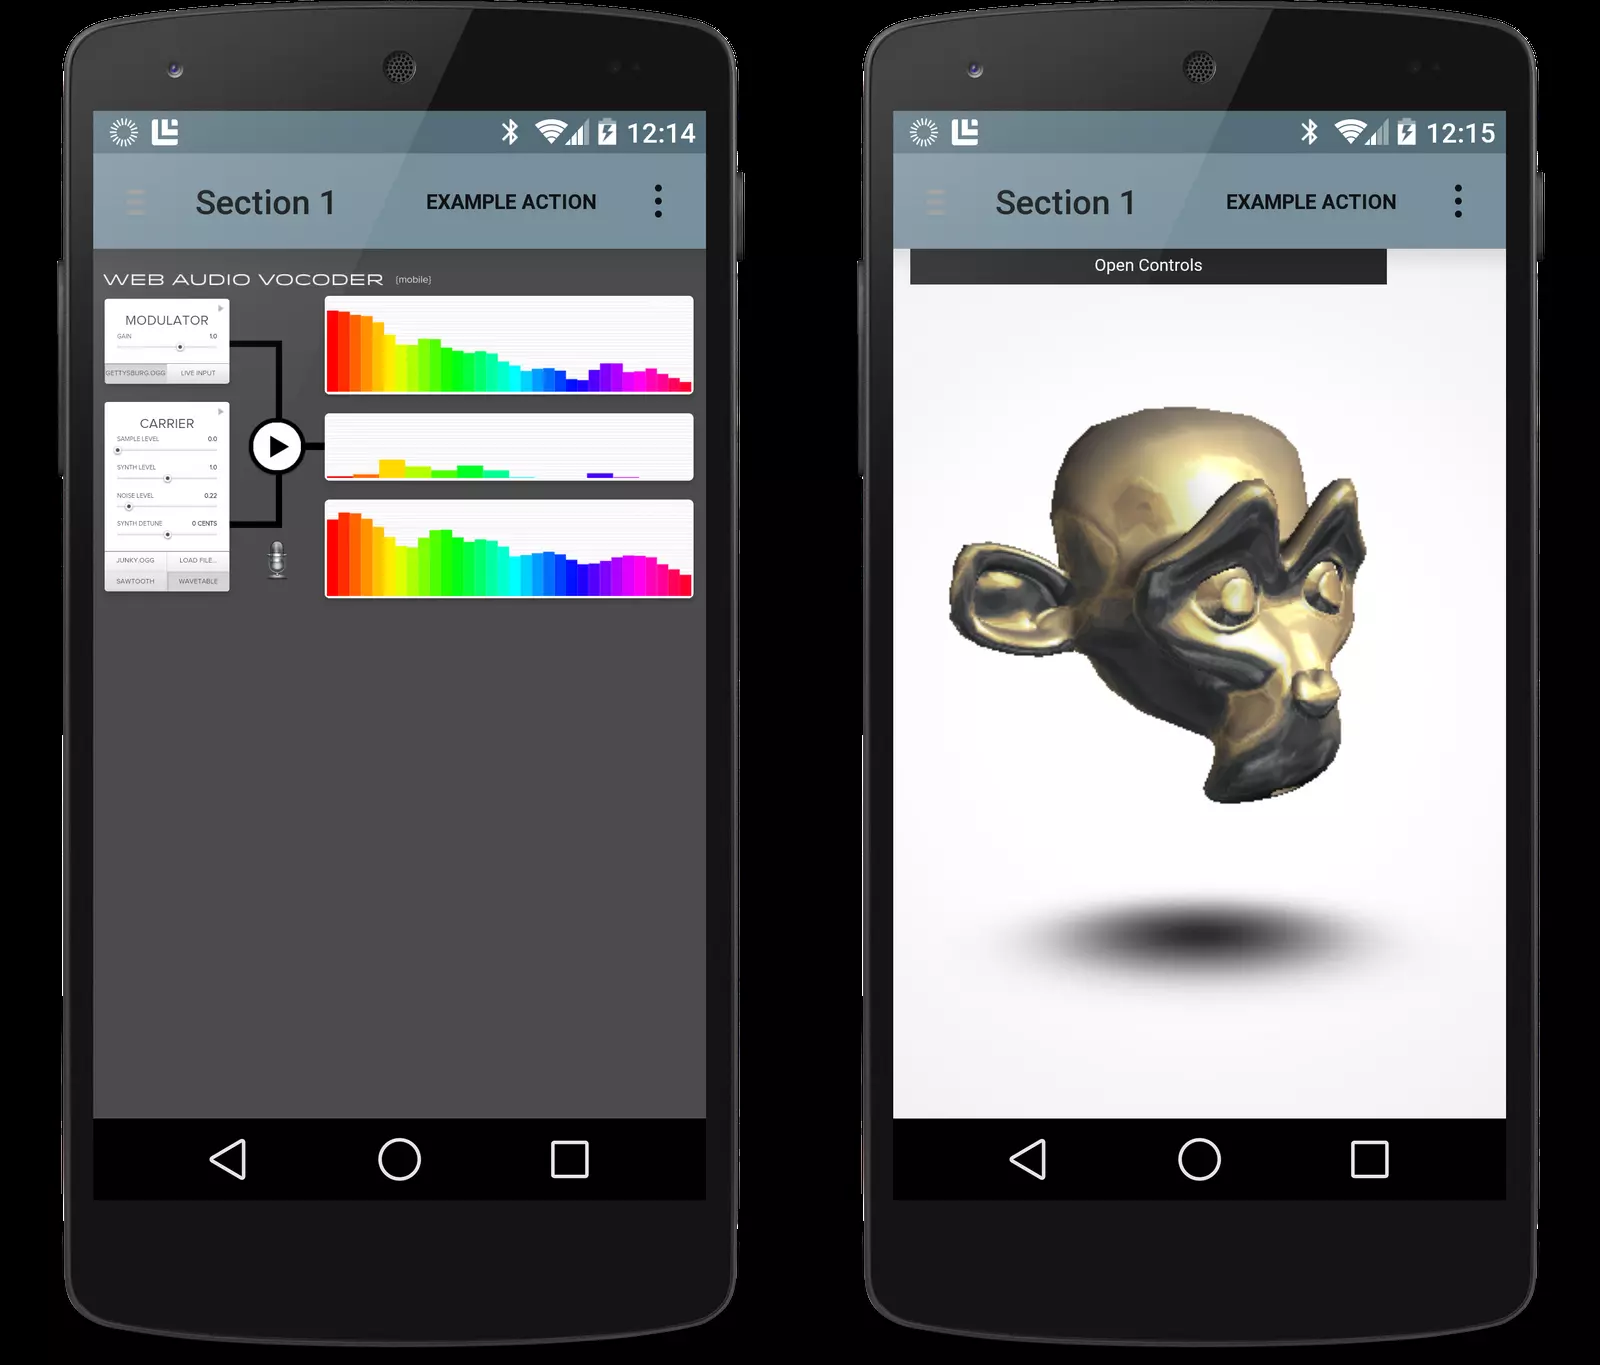 12:14
Section 1 EXAMPLE ACTION
WEB AUDIO VOCODER {mobile}
MODULATOR
GAIN 1.0
GETTYSBURG.OGG LIVE INPUT
CARRIER
SAMPLE LEVEL 0.0
SYNTH LEVEL 1.0
NOISE LEVEL 0.22
SYNTH DETUNE 0 CENTS
JUNKY.OGG LOAD FILE...
SAWTOOTH WAVETABLE
12:15
Section 1 EXAMPLE ACTION
Open Controls